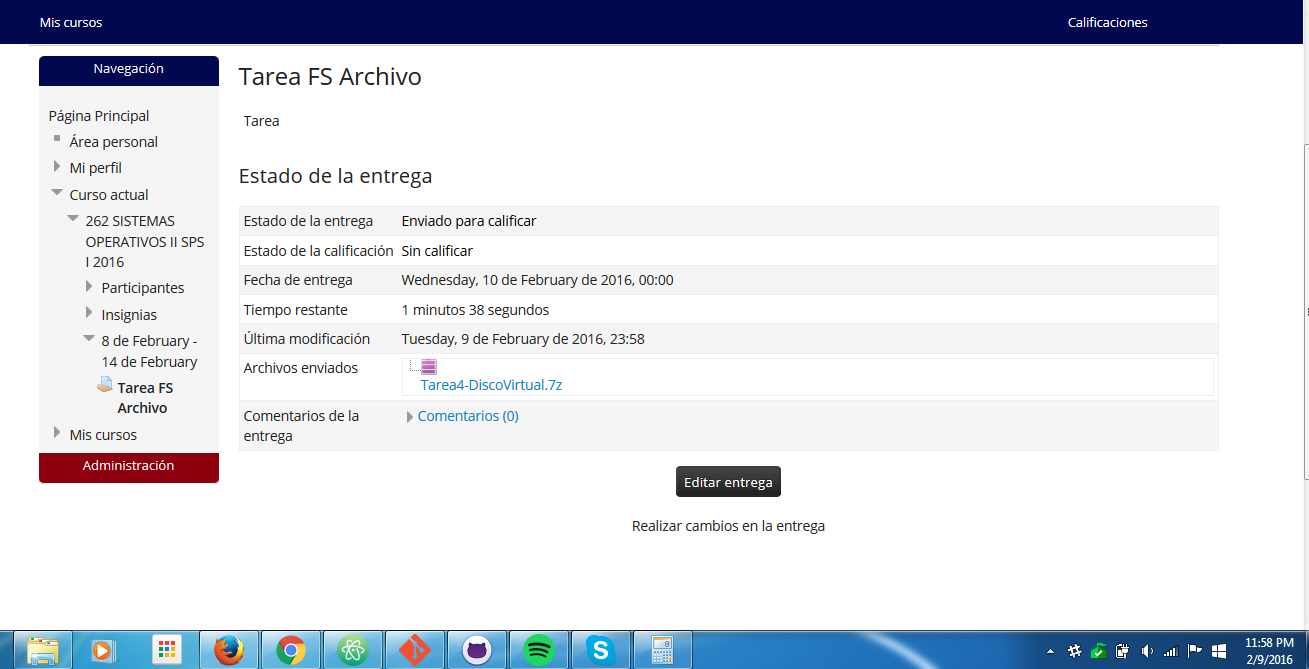 Mis cursos
Calificaciones
Navegación
Página Principal
Área personal
Mi perfil
Curso actual
262 SISTEMAS
OPERATIVOS II SPS
I 2016
Participantes
Insignias
8 de February -
14 de February
Tarea FS
Archivo
Mis cursos
Administración
Tarea FS Archivo
Tarea
Estado de la entrega
Estado de la entrega Enviado para calificar
Estado de la calificación Sin calificar
Fecha de entrega Wednesday, 10 de February de 2016, 00:00
Tiempo restante 1 minutos 38 segundos
Última modificación Tuesday, 9 de February de 2016, 23:58
Archivos enviados
Tarea4-DiscoVirtual.7z
Comentarios de la
entrega
Comentarios (0)
Editar entrega
Realizar cambios en la entrega
11:58 PM
2/9/2016